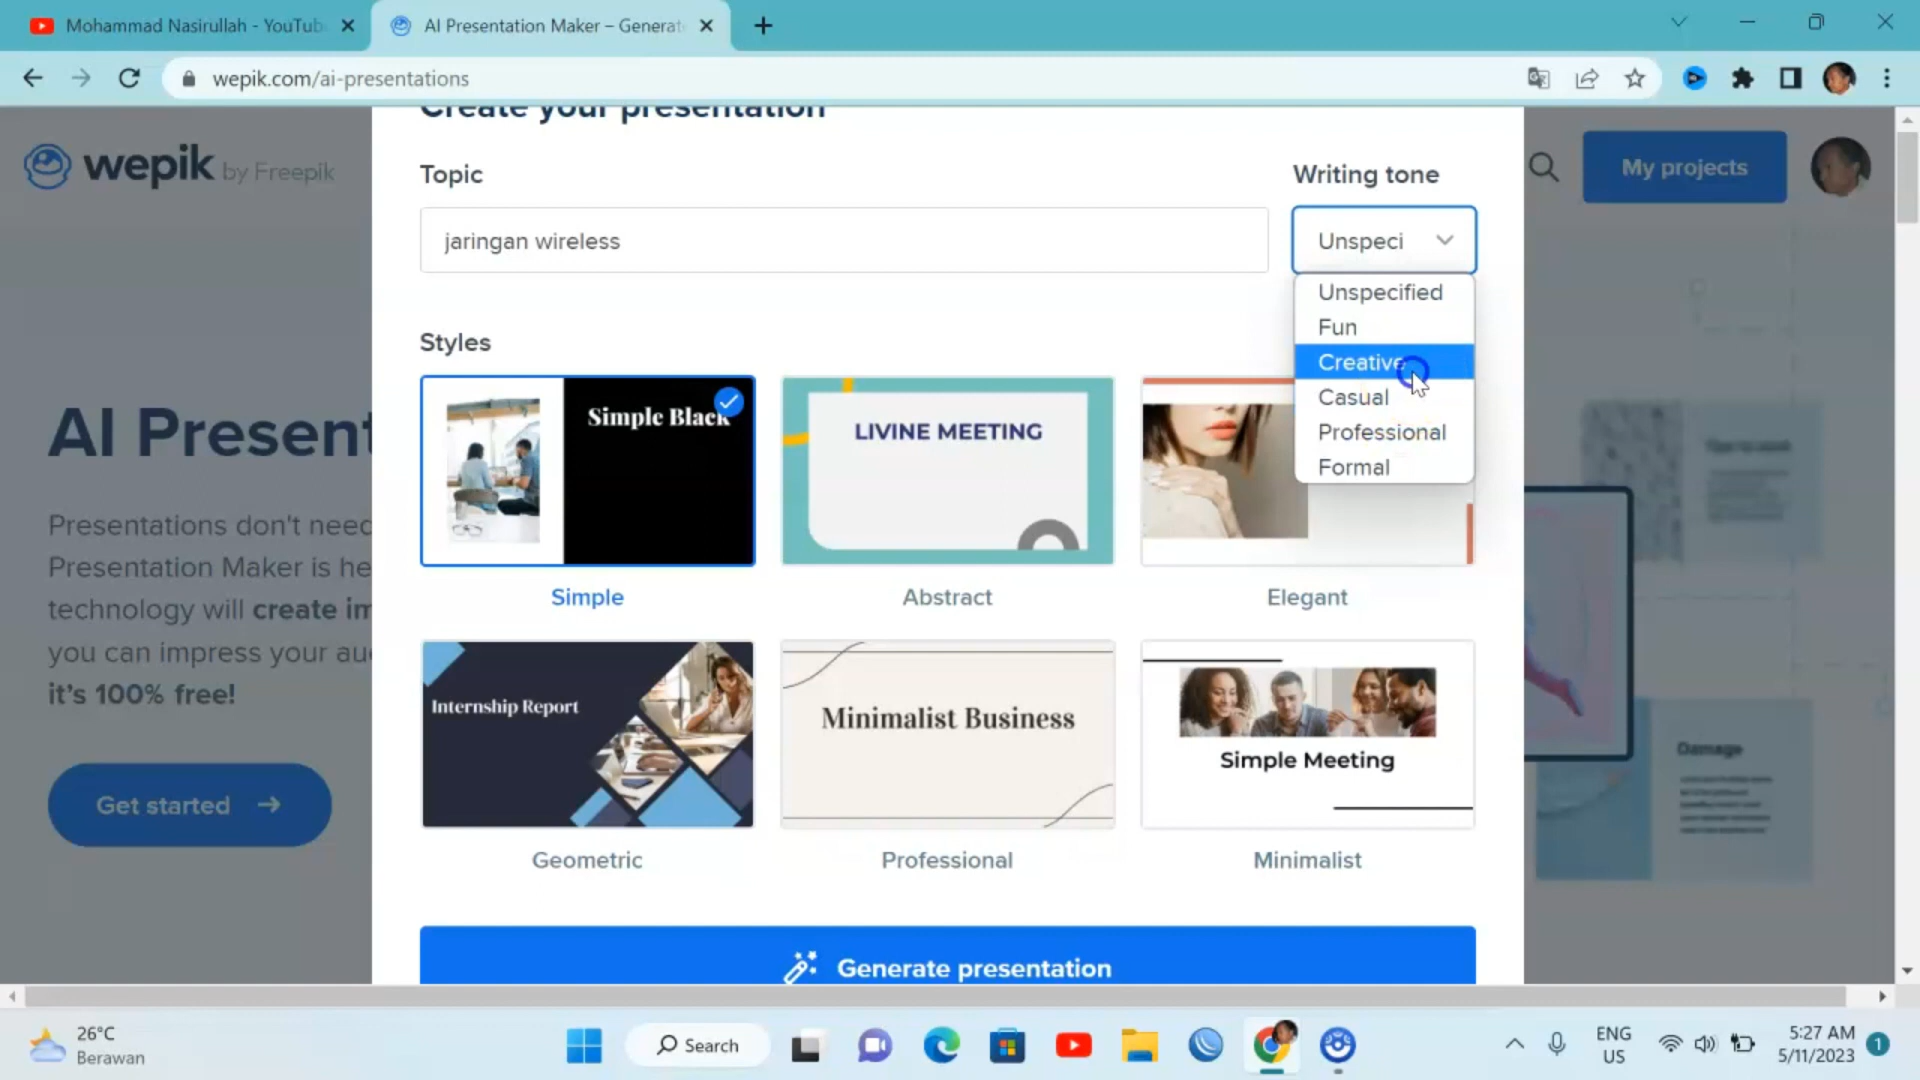 Mohammad Nasirullah - YouTub
AI Presentation Maker – Generat
wepik.com/ai-presentations
Create your presentation
wepik by Freepik
My projects
Topic
Writing tone
jaringan wireless
Unspeci
Unspecified
Fun
Creative
Casual
Professional
Formal
Styles
Simple Black
LIVINE MEETING
Simple
Abstract
Elegant
Internship Report
Minimalist Business
Simple Meeting
Geometric
Professional
Minimalist
Generate presentation
AI Present
Presentations don't need
Presentation Maker is he
technology will create im
you can impress your au
it's 100% free!
Get started
Damage
26°C
Berawan
Search
ENG
US
5:27 AM
5/11/2023
1